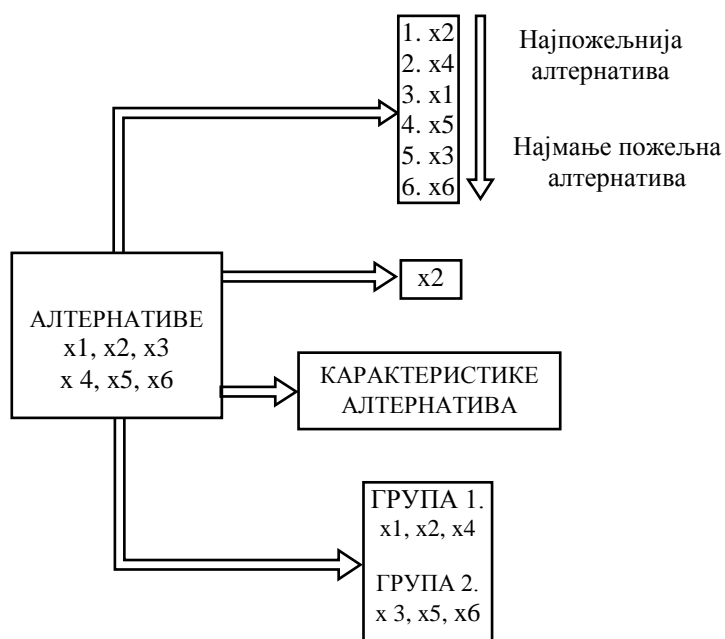 1. x2
2. x4
3. x1
4. x5
5. x3
6. x6
Најпожељнија
алтернатива
Најмање пожељна
алтернатива
x2
АЛТЕРНАТИВЕ
x1, x2, x3
x 4, x5, x6
КАРАКТЕРИСТИКЕ
АЛТЕРНАТИВА
ГРУПА 1.
x1, x2, x4
ГРУПА 2.
x 3, x5, x6